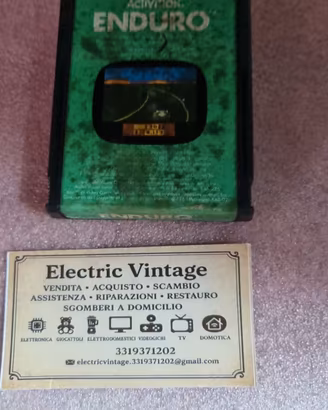 ACTIVISION
ENDURO
ENDURO
Electric Vintage
VENDITA • ACQUISTO • SCAMBIO
ASSISTENZA • RIPARAZIONI • RESTAURO
SGOMBERI A DOMICILIO
ELETTRONICA GIOCATTOLI ELETTRODOMESTICI VIDEOGIOCHI TV DOMOTICA
3319371202
electricvintage.3319371202@gmail.com